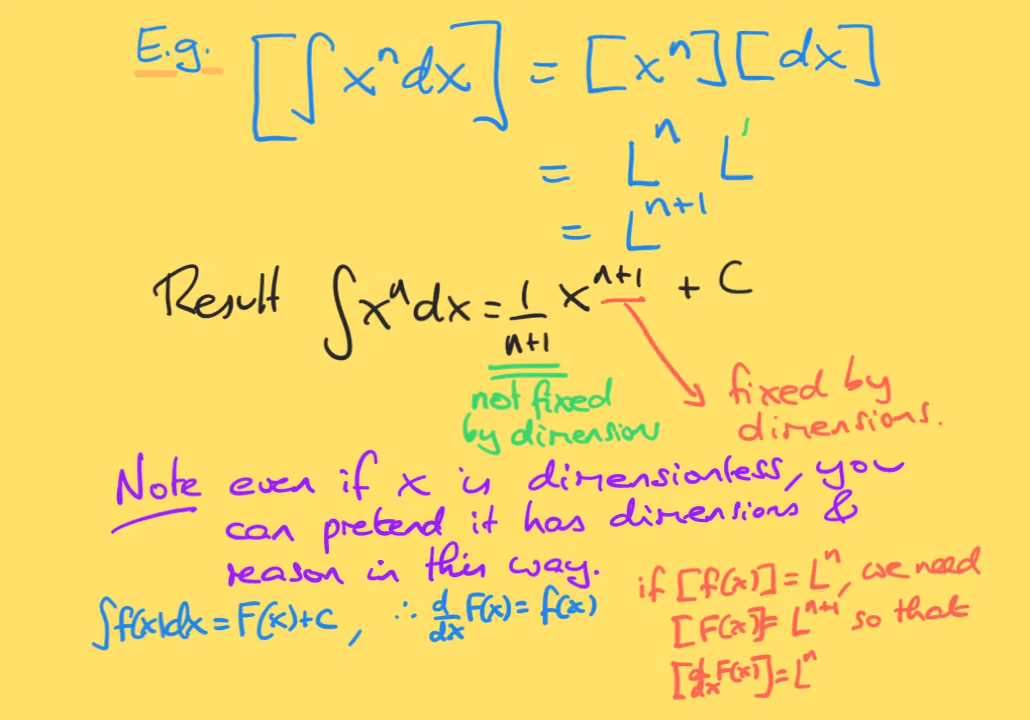 E.g. [∫xⁿdx] = [xⁿ][dx]
= Lⁿ L¹
= Lⁿ⁺¹
Result ∫xⁿdx = 1/(n+1) xⁿ⁺¹ + C
not fixed
by dimension
fixed by
dimensions.
Note even if x is dimensionless, you
can pretend it has dimensions &
reason in this way.
∫f(x)dx = F(x)+C, ∴ d/dx F(x) = f(x)
if [f(x)] = Lⁿ, we need
[F(x)] = Lⁿ⁺¹ so that
[d/dx F(x)] = Lⁿ